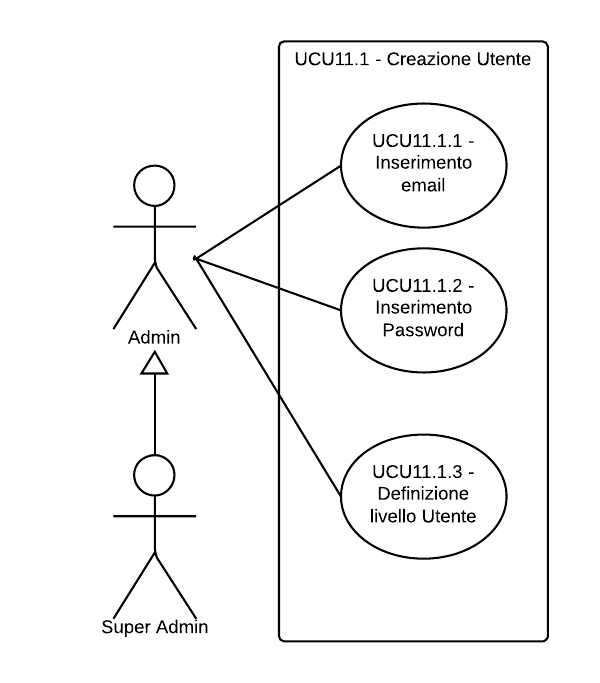 UCU11.1 - Creazione Utente
UCU11.1.1 -
Inserimento
email
UCU11.1.2 -
Inserimento
Password
Admin
UCU11.1.3 -
Definizione
livello Utente
Super Admin